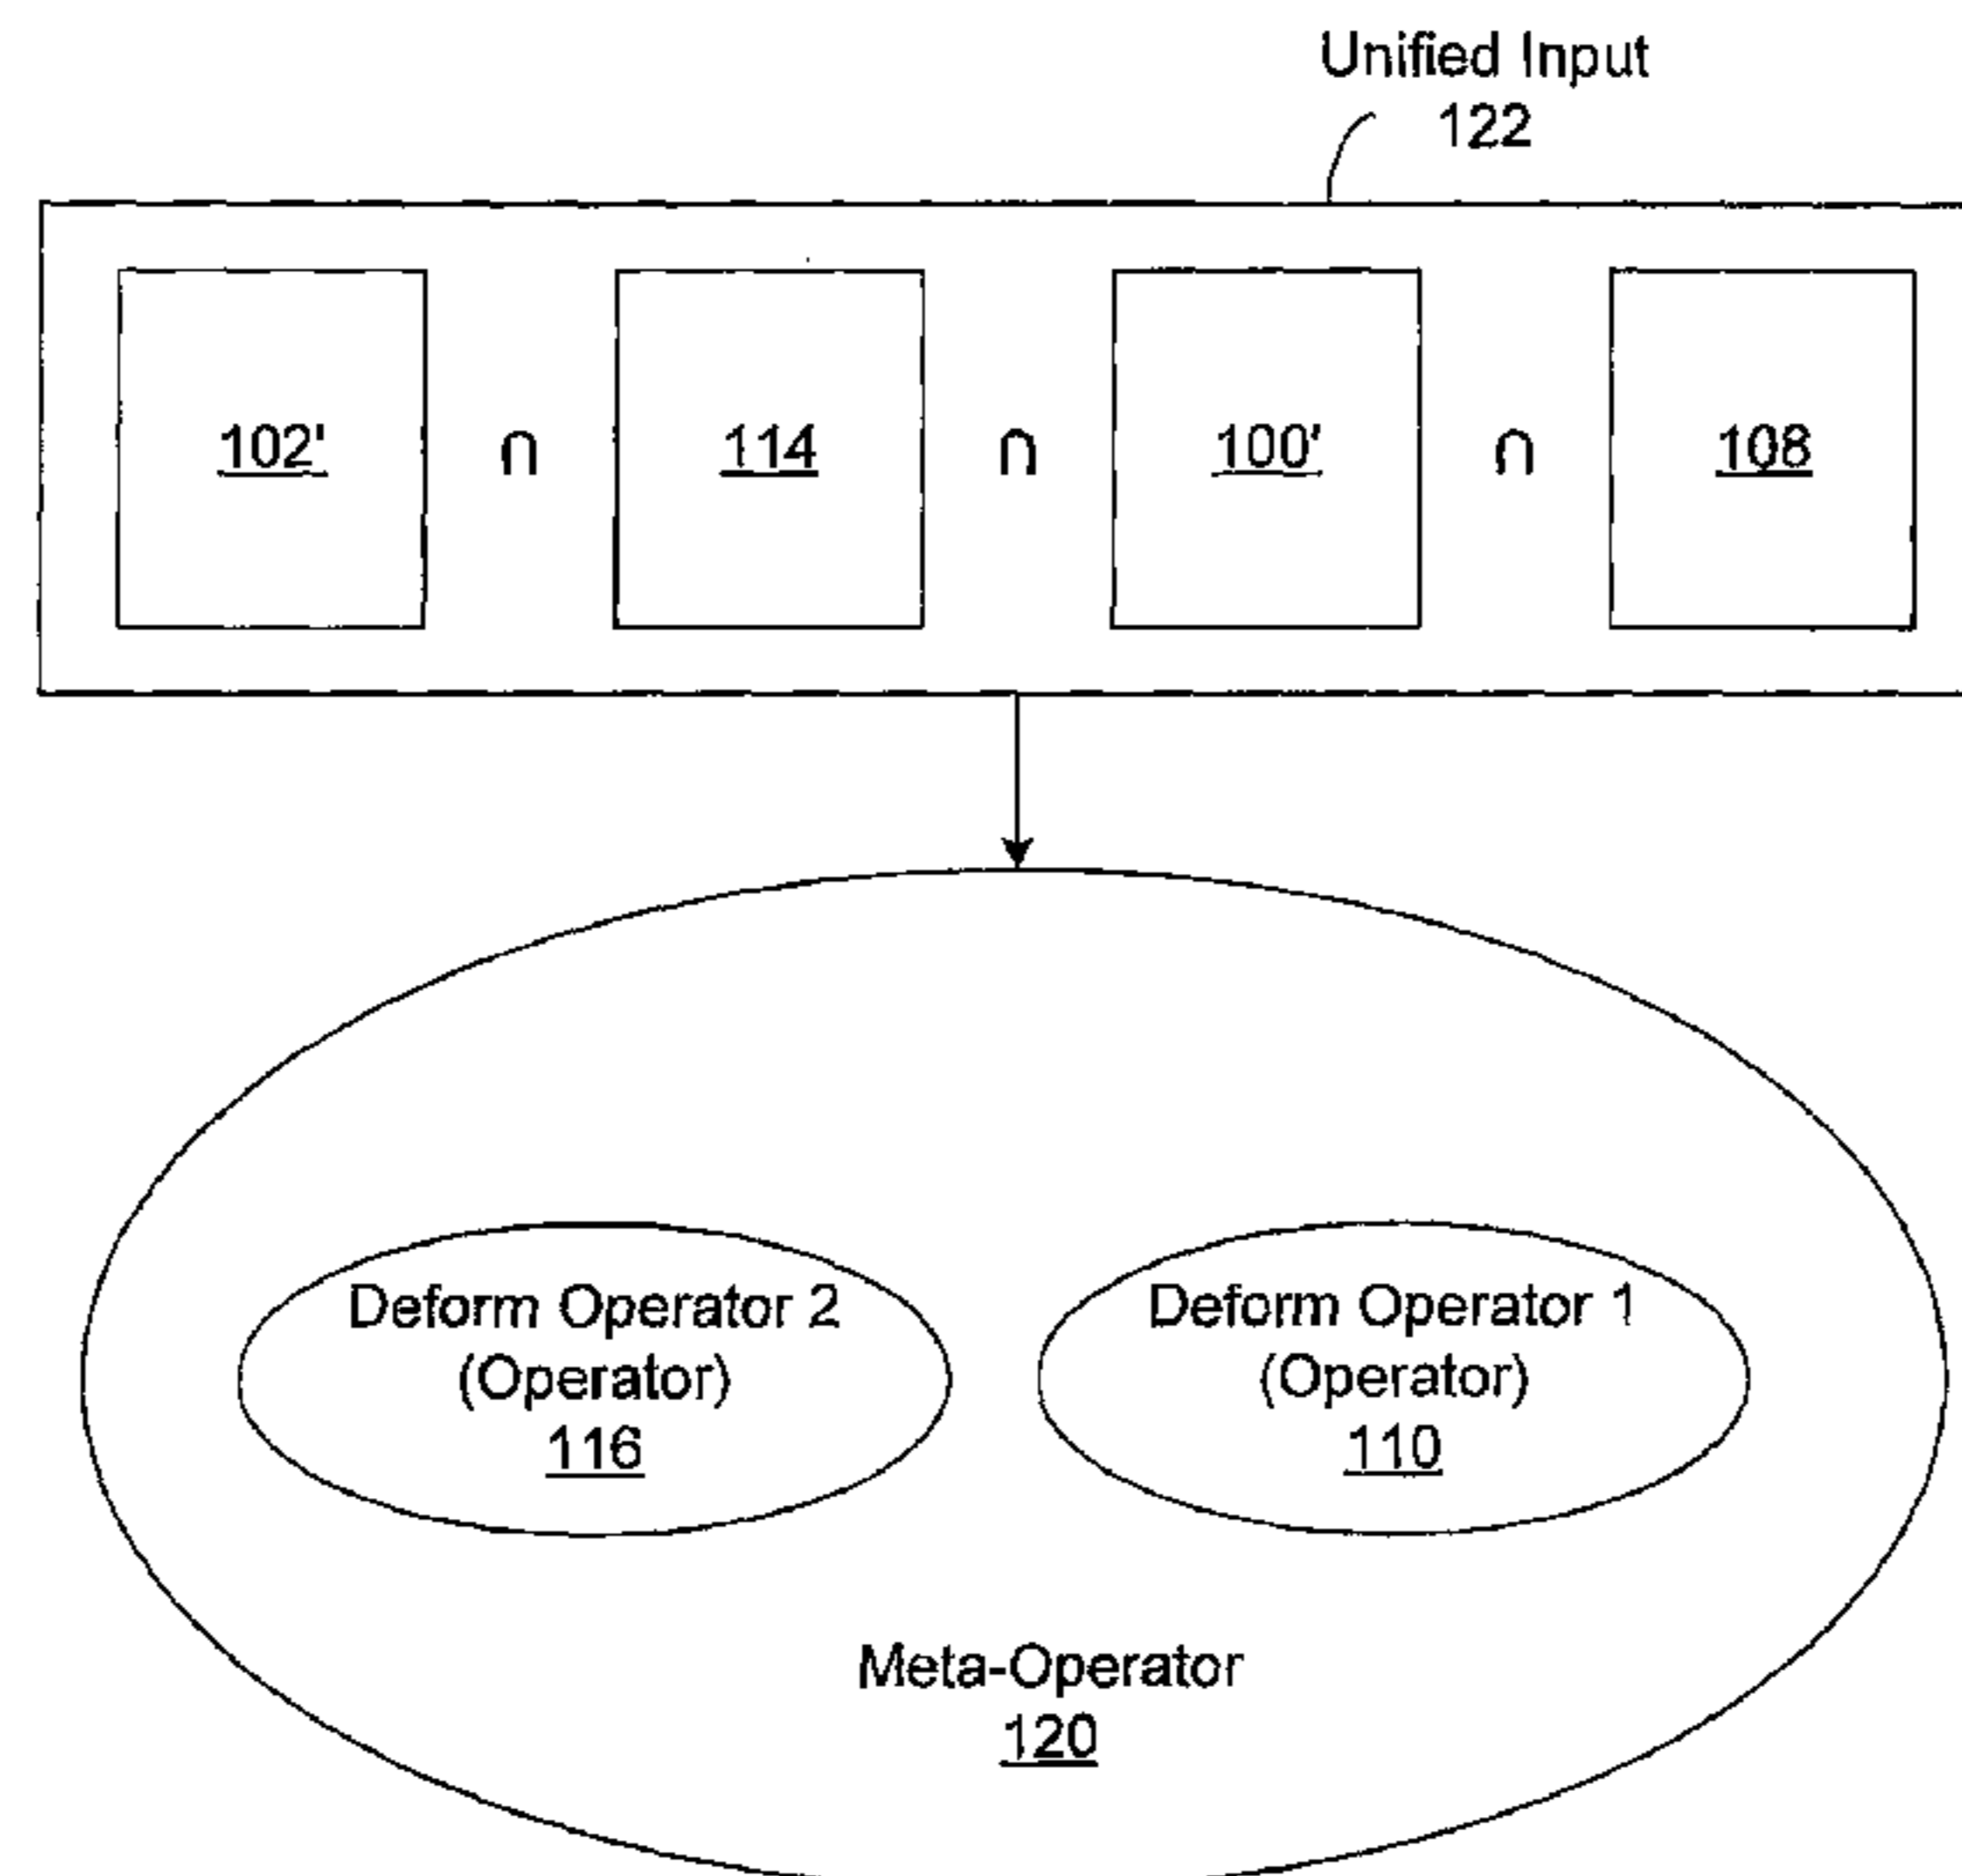 Unified Input
122
102' ∩ 114 ∩ 100' ∩ 108
Deform Operator 2
(Operator)
116
Deform Operator 1
(Operator)
110
Meta-Operator
120